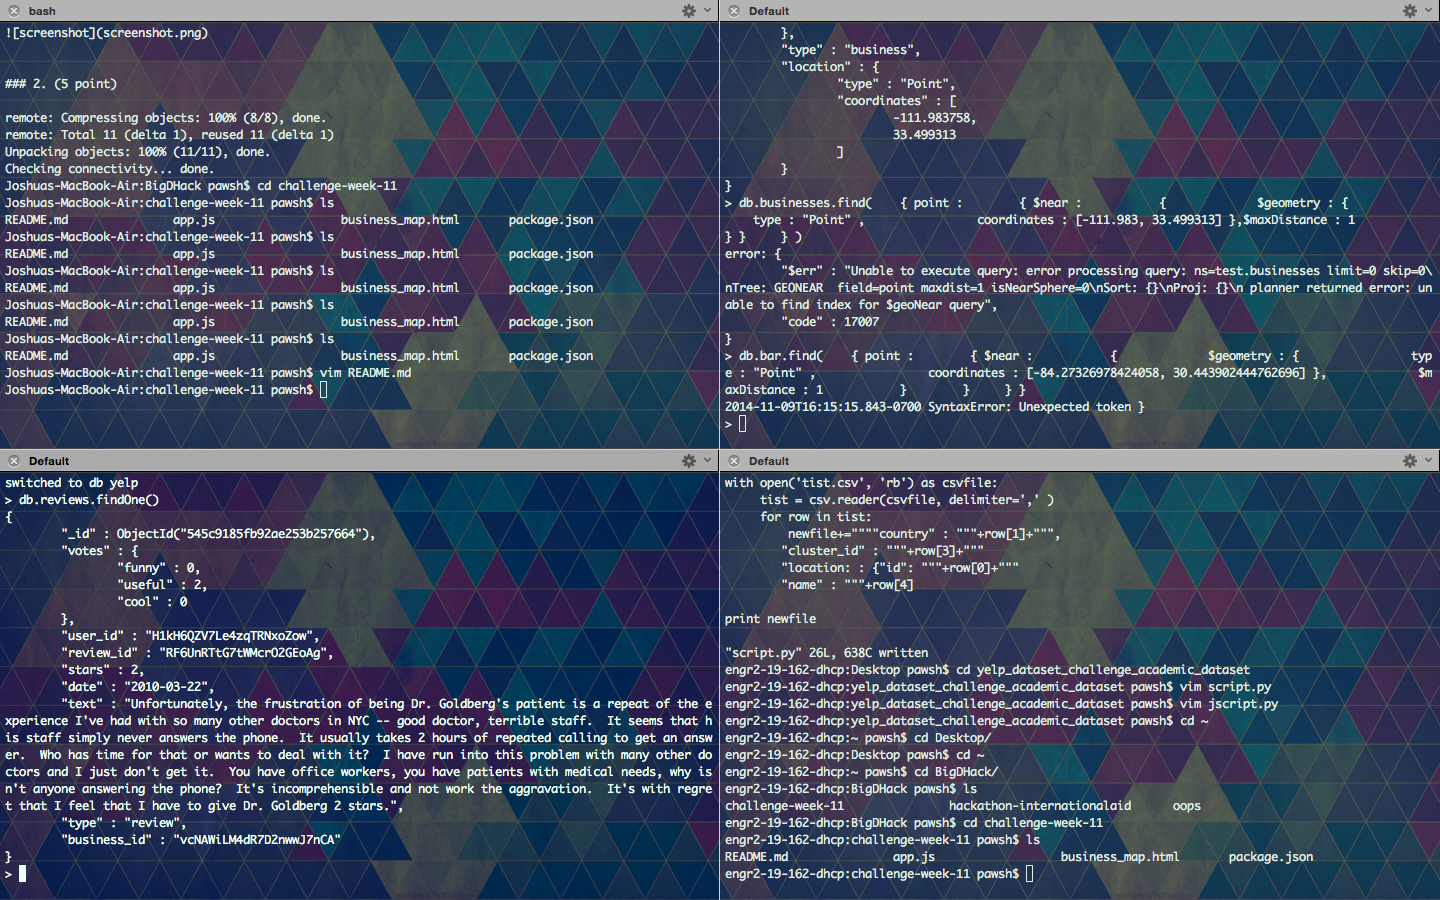 bash
![screenshot](screenshot.png)
### 2. (5 point)
remote: Compressing objects: 100% (8/8), done.
remote: Total 11 (delta 1), reused 11 (delta 1)
Unpacking objects: 100% (11/11), done.
Checking connectivity... done.
Joshuas-MacBook-Air:BigDHack pawsh$ cd challenge-week-11
Joshuas-MacBook-Air:challenge-week-11 pawsh$ ls
README.md app.js business_map.html package.json
Joshuas-MacBook-Air:challenge-week-11 pawsh$ ls
README.md app.js business_map.html package.json
Joshuas-MacBook-Air:challenge-week-11 pawsh$ ls
README.md app.js business_map.html package.json
Joshuas-MacBook-Air:challenge-week-11 pawsh$ ls
README.md app.js business_map.html package.json
Joshuas-MacBook-Air:challenge-week-11 pawsh$ ls
README.md app.js business_map.html package.json
Joshuas-MacBook-Air:challenge-week-11 pawsh$ vim README.md
Joshuas-MacBook-Air:challenge-week-11 pawsh$
Default
},
"type" : "business",
"location" : {
"type" : "Point",
"coordinates" : [
-111.983758,
33.499313
]
}
}
> db.businesses.find( { point : { $near : { $geometry : {
type : "Point" , coordinates : [-111.983, 33.499313] },$maxDistance : 1
} } } )
error: {
"$err" : "Unable to execute query: error processing query: ns=test.businesses limit=0 skip=0\
nTree: GEONEAR field=point maxdist=1 isNearSphere=0\nSort: {}\nProj: {}\n planner returned error: un
able to find index for $geoNear query",
"code" : 17007
}
> db.bar.find( { point : { $near : { $geometry : { typ
e : "Point" , coordinates : [-84.27326978424058, 30.443902444762696] }, $m
axDistance : 1 } } } }
2014-11-09T16:15:15.843-0700 SyntaxError: Unexpected token }
>
Default
switched to db yelp
> db.reviews.findOne()
{
"_id" : ObjectId("545c9185fb92ae253b257664"),
"votes" : {
"funny" : 0,
"useful" : 2,
"cool" : 0
},
"user_id" : "H1kH6QZV7Le4zqTRNxoZow",
"review_id" : "RF6UnRTtG7tWMcrO2GEoAg",
"stars" : 2,
"date" : "2010-03-22",
"text" : "Unfortunately, the frustration of being Dr. Goldberg's patient is a repeat of the e
xperience I've had with so many other doctors in NYC -- good doctor, terrible staff.  It seems that h
is staff simply never answers the phone.  It usually takes 2 hours of repeated calling to get an answ
er.  Who has time for that or wants to deal with it?  I have run into this problem with many other do
ctors and I just don't get it.  You have office workers, you have patients with medical needs, why is
n't anyone answering the phone?  It's incomprehensible and not work the aggravation.  It's with regre
t that I feel that I have to give Dr. Goldberg 2 stars.",
"type" : "review",
"business_id" : "vcNAWiLM4dR7D2nwwJ7nCA"
}
>
Default
with open('tist.csv', 'rb') as csvfile:
tist = csv.reader(csvfile, delimiter=',' )
for row in tist:
newfile+=""""country" : """+row[1]+""",
"cluster_id" : """+row[3]+"""
"location: : {"id": """+row[0]+"""
"name" : """+row[4]
print newfile
"script.py" 26L, 638C written
engr2-19-162-dhcp:Desktop pawsh$ cd yelp_dataset_challenge_academic_dataset
engr2-19-162-dhcp:yelp_dataset_challenge_academic_dataset pawsh$ vim script.py
engr2-19-162-dhcp:yelp_dataset_challenge_academic_dataset pawsh$ vim jscript.py
engr2-19-162-dhcp:yelp_dataset_challenge_academic_dataset pawsh$ cd ~
engr2-19-162-dhcp:~ pawsh$ cd Desktop/
engr2-19-162-dhcp:Desktop pawsh$ cd ~
engr2-19-162-dhcp:~ pawsh$ cd BigDHack/
engr2-19-162-dhcp:BigDHack pawsh$ ls
challenge-week-11 hackathon-internationalaid oops
engr2-19-162-dhcp:BigDHack pawsh$ cd challenge-week-11
engr2-19-162-dhcp:challenge-week-11 pawsh$ ls
README.md app.js business_map.html package.json
engr2-19-162-dhcp:challenge-week-11 pawsh$